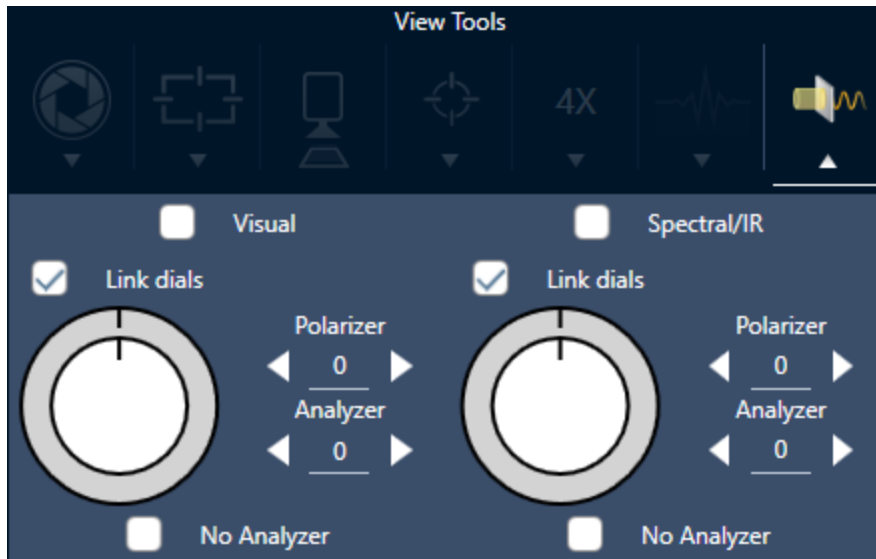 View Tools
4X
Visual
Spectral/IR
Link dials
Link dials
Polarizer
0
Analyzer
0
Polarizer
0
Analyzer
0
No Analyzer
No Analyzer